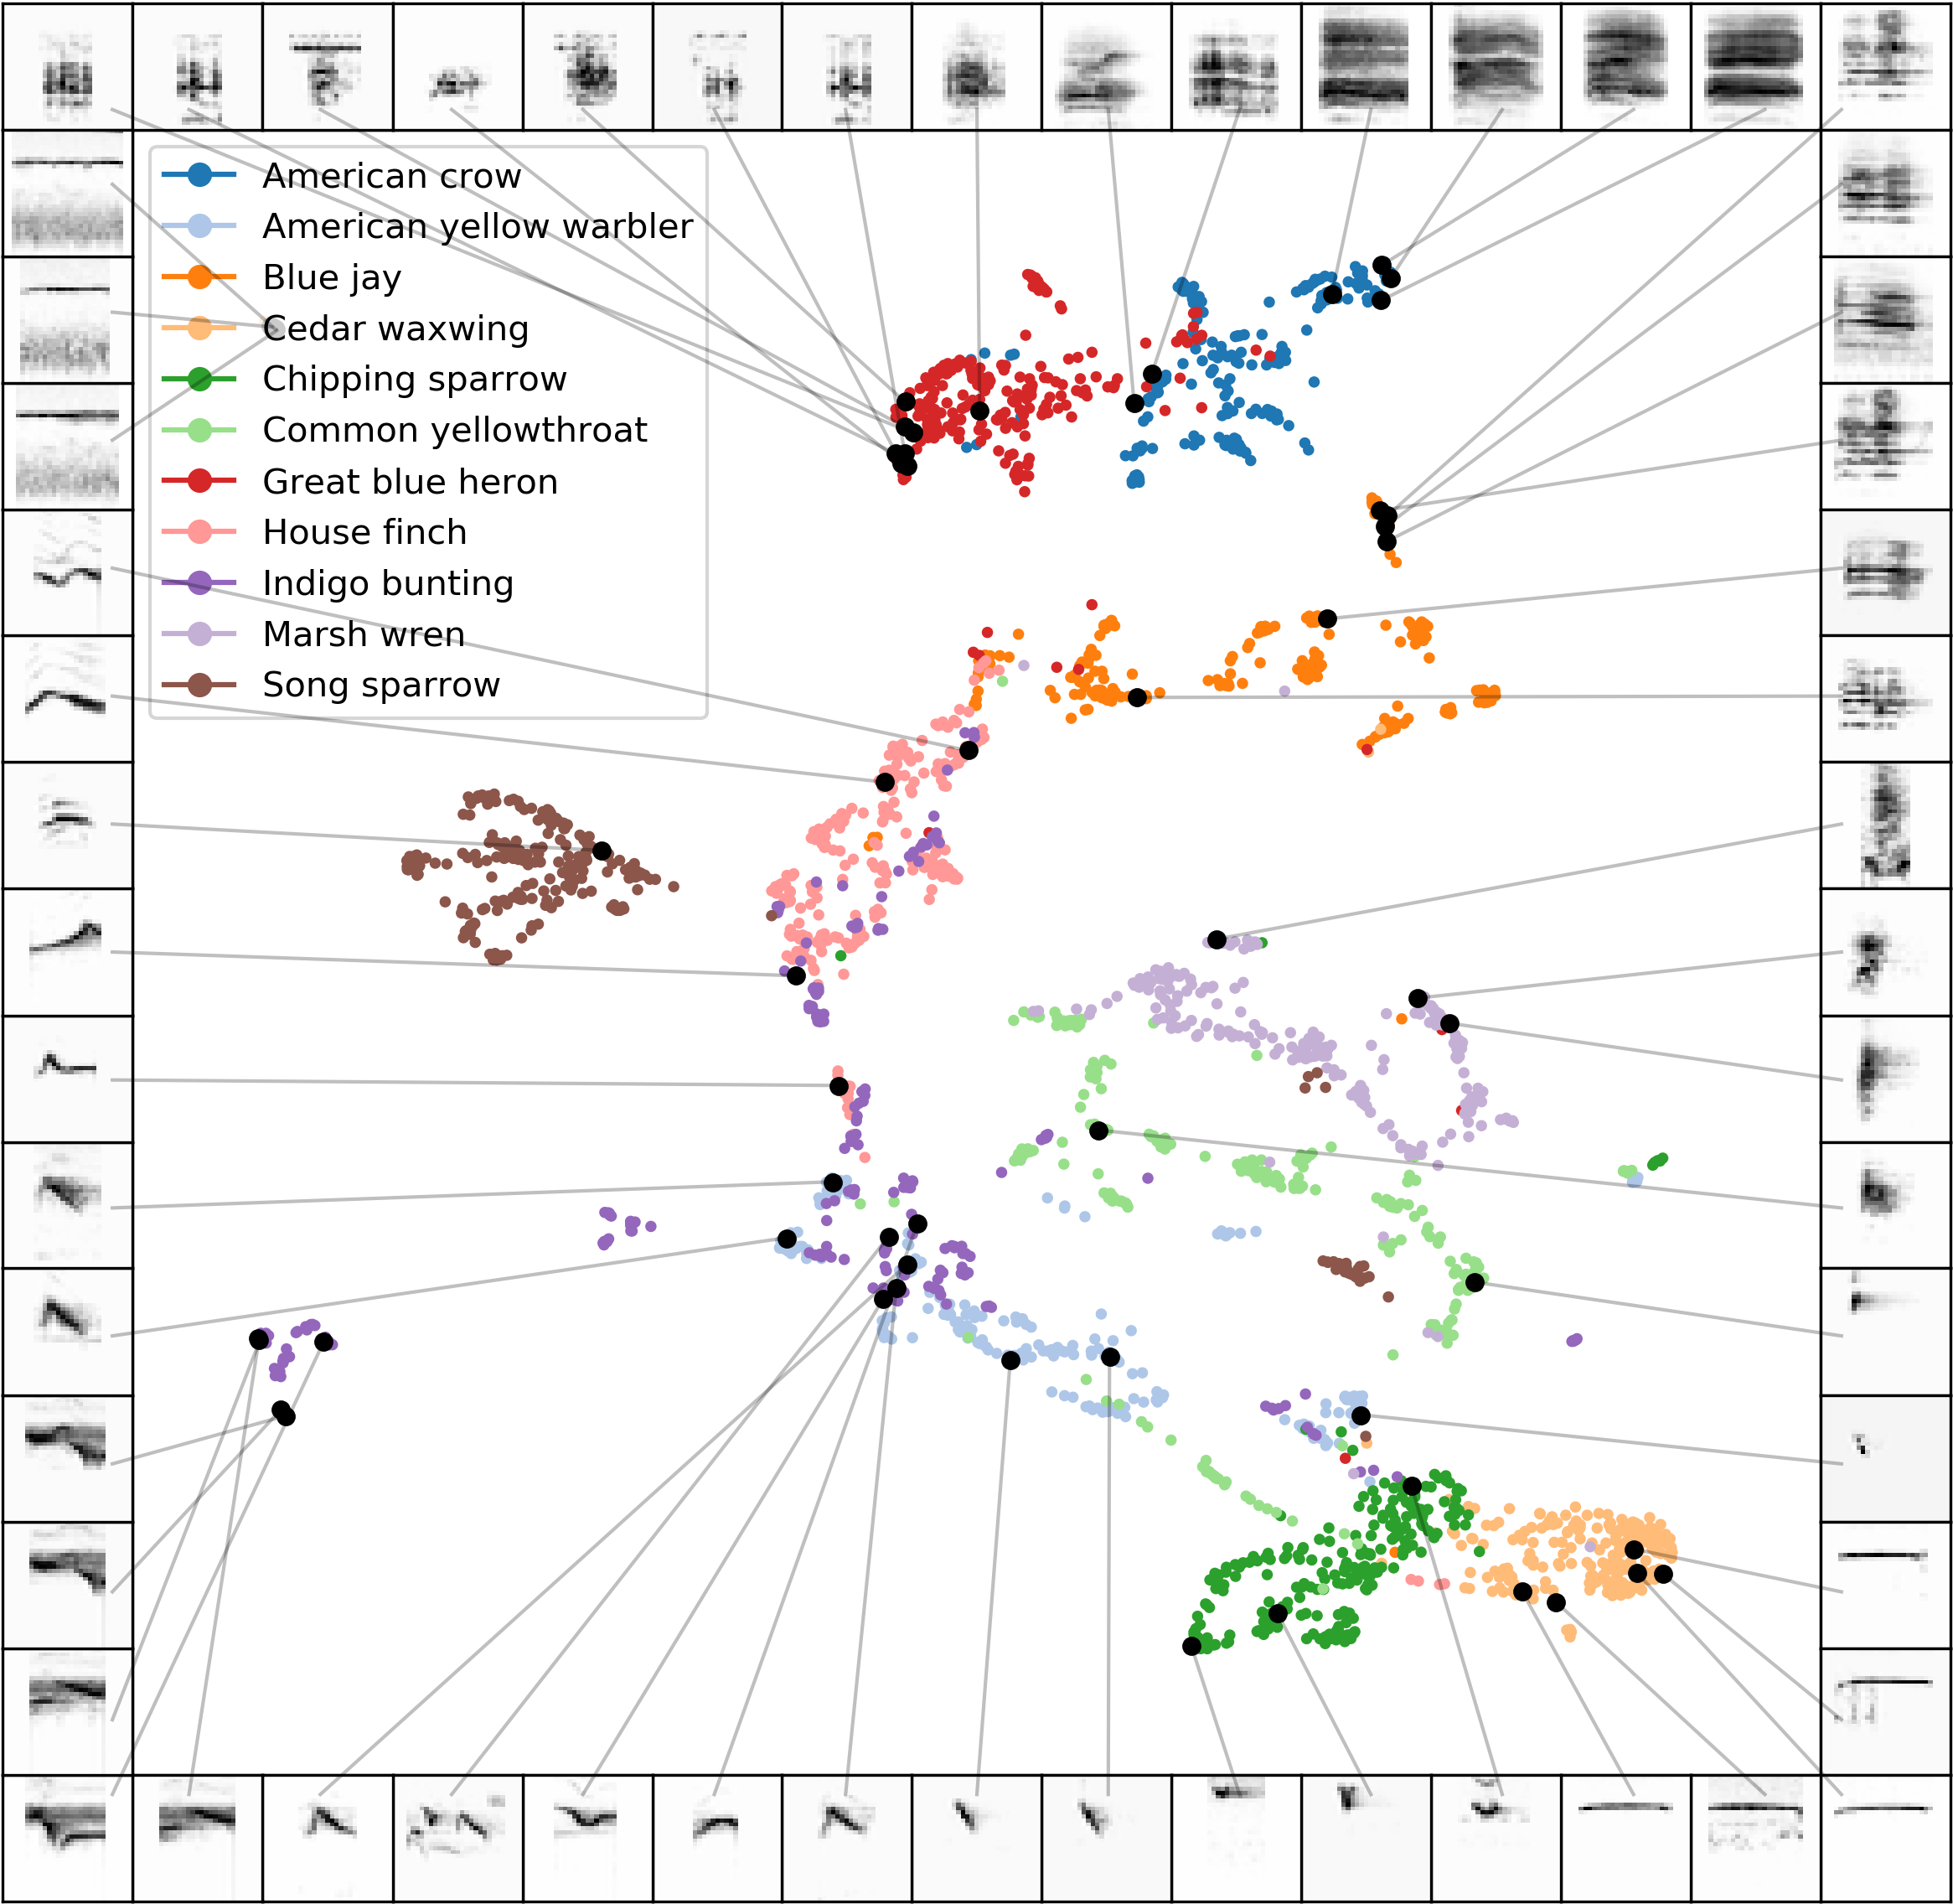 American crow
American yellow warbler
Blue jay
Cedar waxwing
Chipping sparrow
Common yellowthroat
Great blue heron
House finch
Indigo bunting
Marsh wren
Song sparrow